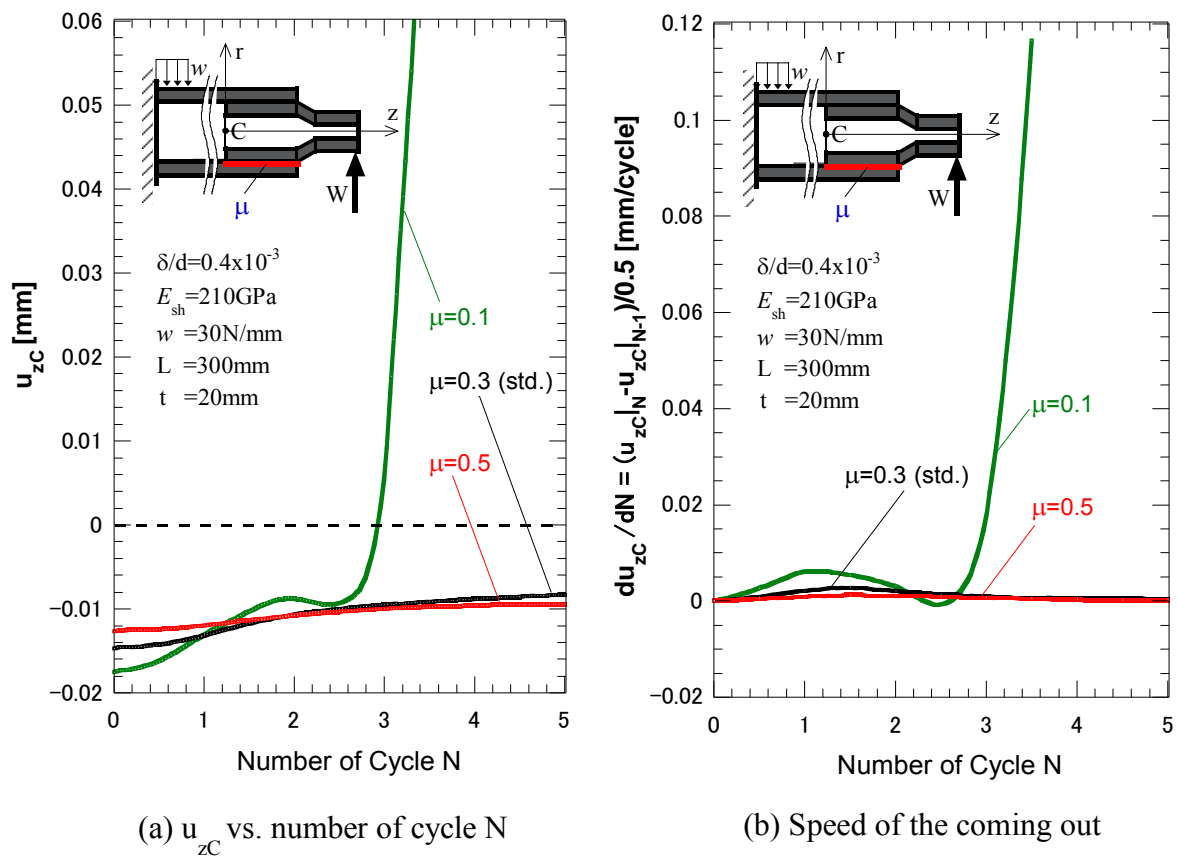 0.06
0.05
0.04
0.03
0.02
0.01
0
−0.01
−0.02
0 1 2 3 4 5
u_zC [mm]
Number of Cycle N
w
r
C
z
W
μ
δ/d=0.4x10^-3
E_sh=210GPa
w =30N/mm
L =300mm
t =20mm
μ=0.1
μ=0.3 (std.)
μ=0.5
(a) u_zC vs. number of cycle N
0.12
0.1
0.08
0.06
0.04
0.02
0
−0.02
0 1 2 3 4 5
du_zC/dN = (u_zC|_N-u_zC|_N-1)/0.5 [mm/cycle]
Number of Cycle N
w
r
C
z
W
μ
δ/d=0.4x10^-3
E_sh=210GPa
w =30N/mm
L =300mm
t =20mm
μ=0.1
μ=0.3 (std.)
μ=0.5
(b) Speed of the coming out